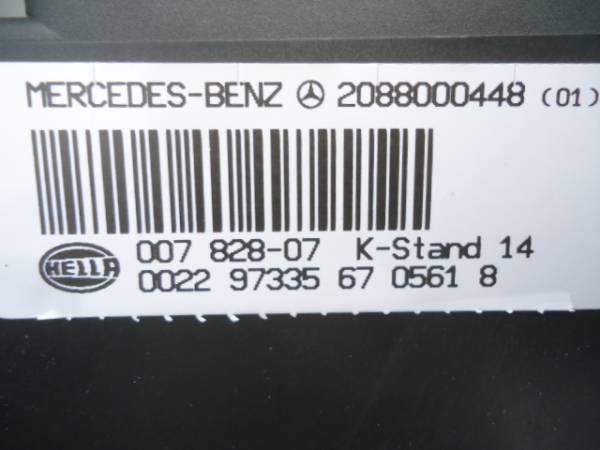 MERCEDES-BENZ 2088000448 (01)
HELLA
007 828-07 K-Stand 14
0022 97335 67 0561 8